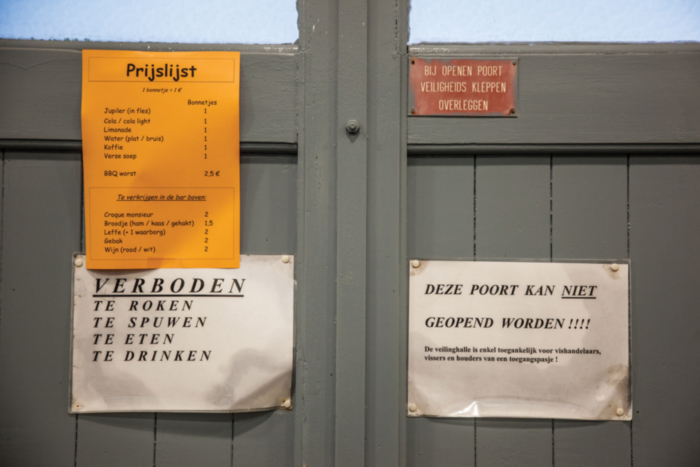 Prijslijst
1 bonnetje = 1 €
Bonnetjes
Jupiler (in fles) 1
Cola / cola light 1
Limonade 1
Water (plat / bruis) 1
Koffie 1
Verse soep 1
BBQ worst 2,5 €
Te verkrijgen in de bar boven:
Croque monsieur 2
Broodje (ham / kaas / gehakt) 1,5
Leffe (+ 1 waarborg) 2
Gebak 2
Wijn (rood / wit) 2
VERBODEN
TE ROKEN
TE SPUWEN
TE ETEN
TE DRINKEN
BIJ OPENEN POORT
VEILIGHEIDS KLEPPEN
OVERLEGGEN
DEZE POORT KAN NIET
GEOPEND WORDEN !!!!
De veilinghalle is enkel toegankelijk voor vishandelaars,
vissers en houders van een toegangspasje !